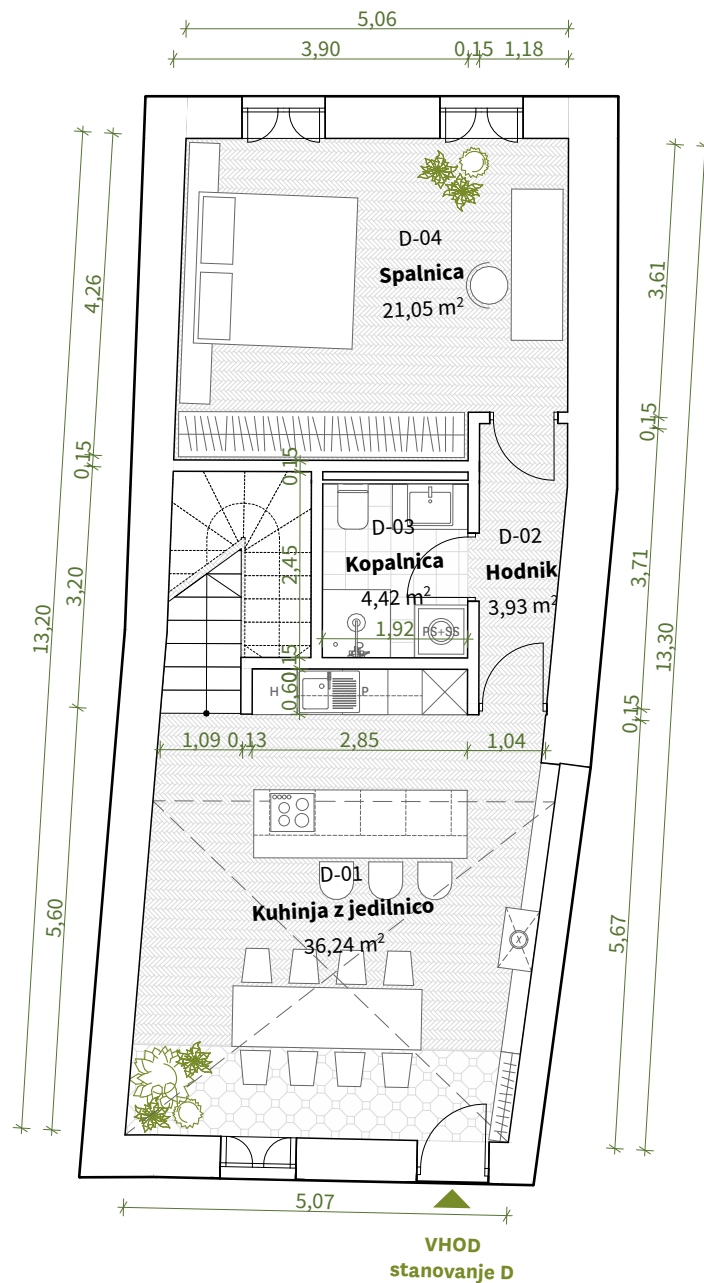 5,06
3,90 0,15 1,18
D-04
Spalnica
21,05 m²
4,26
3,61
0,15
0,15
0,15
D-03
Kopalnica
4,42 m²
D-02
Hodnik
3,93 m²
2,45
1,92
PS+SS
3,20
3,71
13,20
13,30
0,15
0,60
H
P
0,15
1,09 0,13 2,85 1,04
D-01
Kuhinja z jedilnico
36,24 m²
5,60
5,67
5,07
VHOD
stanovanje D